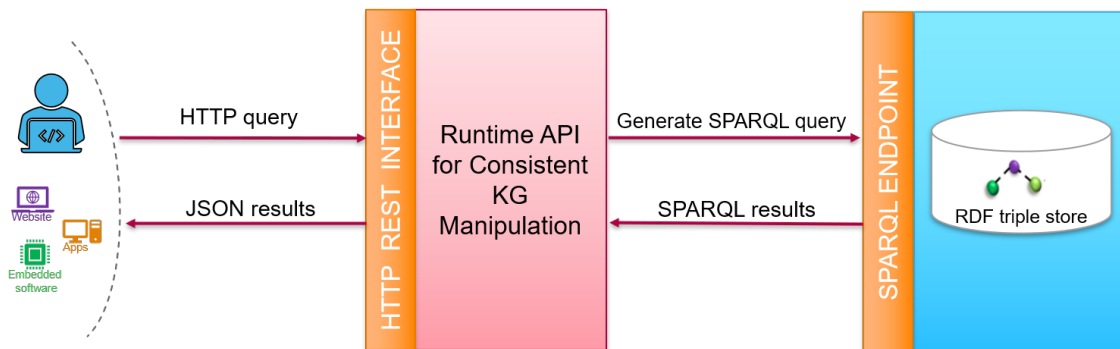 HTTP query
JSON results
Website
Apps
Embedded
software
HTTP REST INTERFACE
Runtime API
for Consistent
KG
Manipulation
Generate SPARQL query
SPARQL results
SPARQL ENDPOINT
RDF triple store